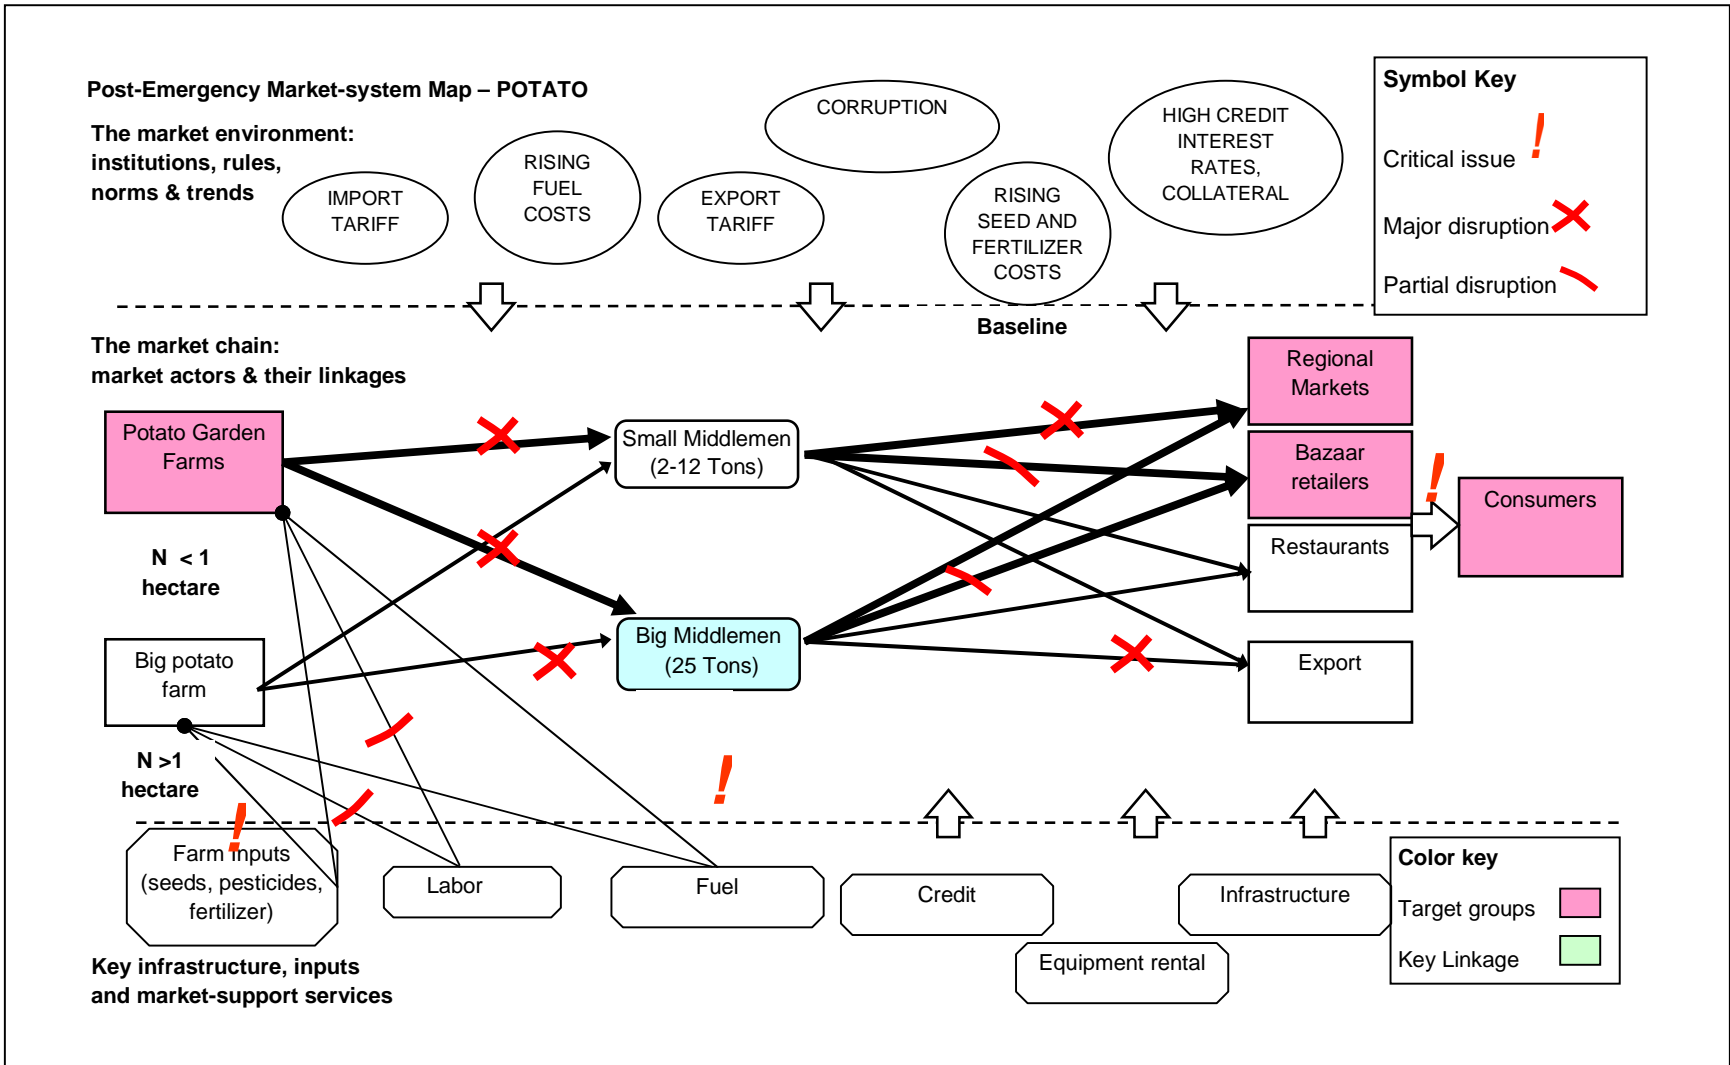 Post-Emergency Market-system Map – POTATO
The market environment:
institutions, rules,
norms & trends
IMPORT
TARIFF
RISING
FUEL
COSTS
EXPORT
TARIFF
CORRUPTION
RISING
SEED AND
FERTILIZER
COSTS
HIGH CREDIT
INTEREST
RATES,
COLLATERAL
Symbol Key
Critical issue !
Major disruption
Partial disruption
Baseline
The market chain:
market actors & their linkages
Potato Garden
Farms
N < 1
hectare
Big potato
farm
N >1
hectare
Small Middlemen
(2-12 Tons)
Big Middlemen
(25 Tons)
Regional
Markets
Bazaar
retailers
Restaurants
Export
!
Consumers
!
!
Farm Inputs
(seeds, pesticides,
fertilizer)
Labor
Fuel
Credit
Equipment rental
Infrastructure
Color key
Target groups
Key Linkage
Key infrastructure, inputs
and market-support services